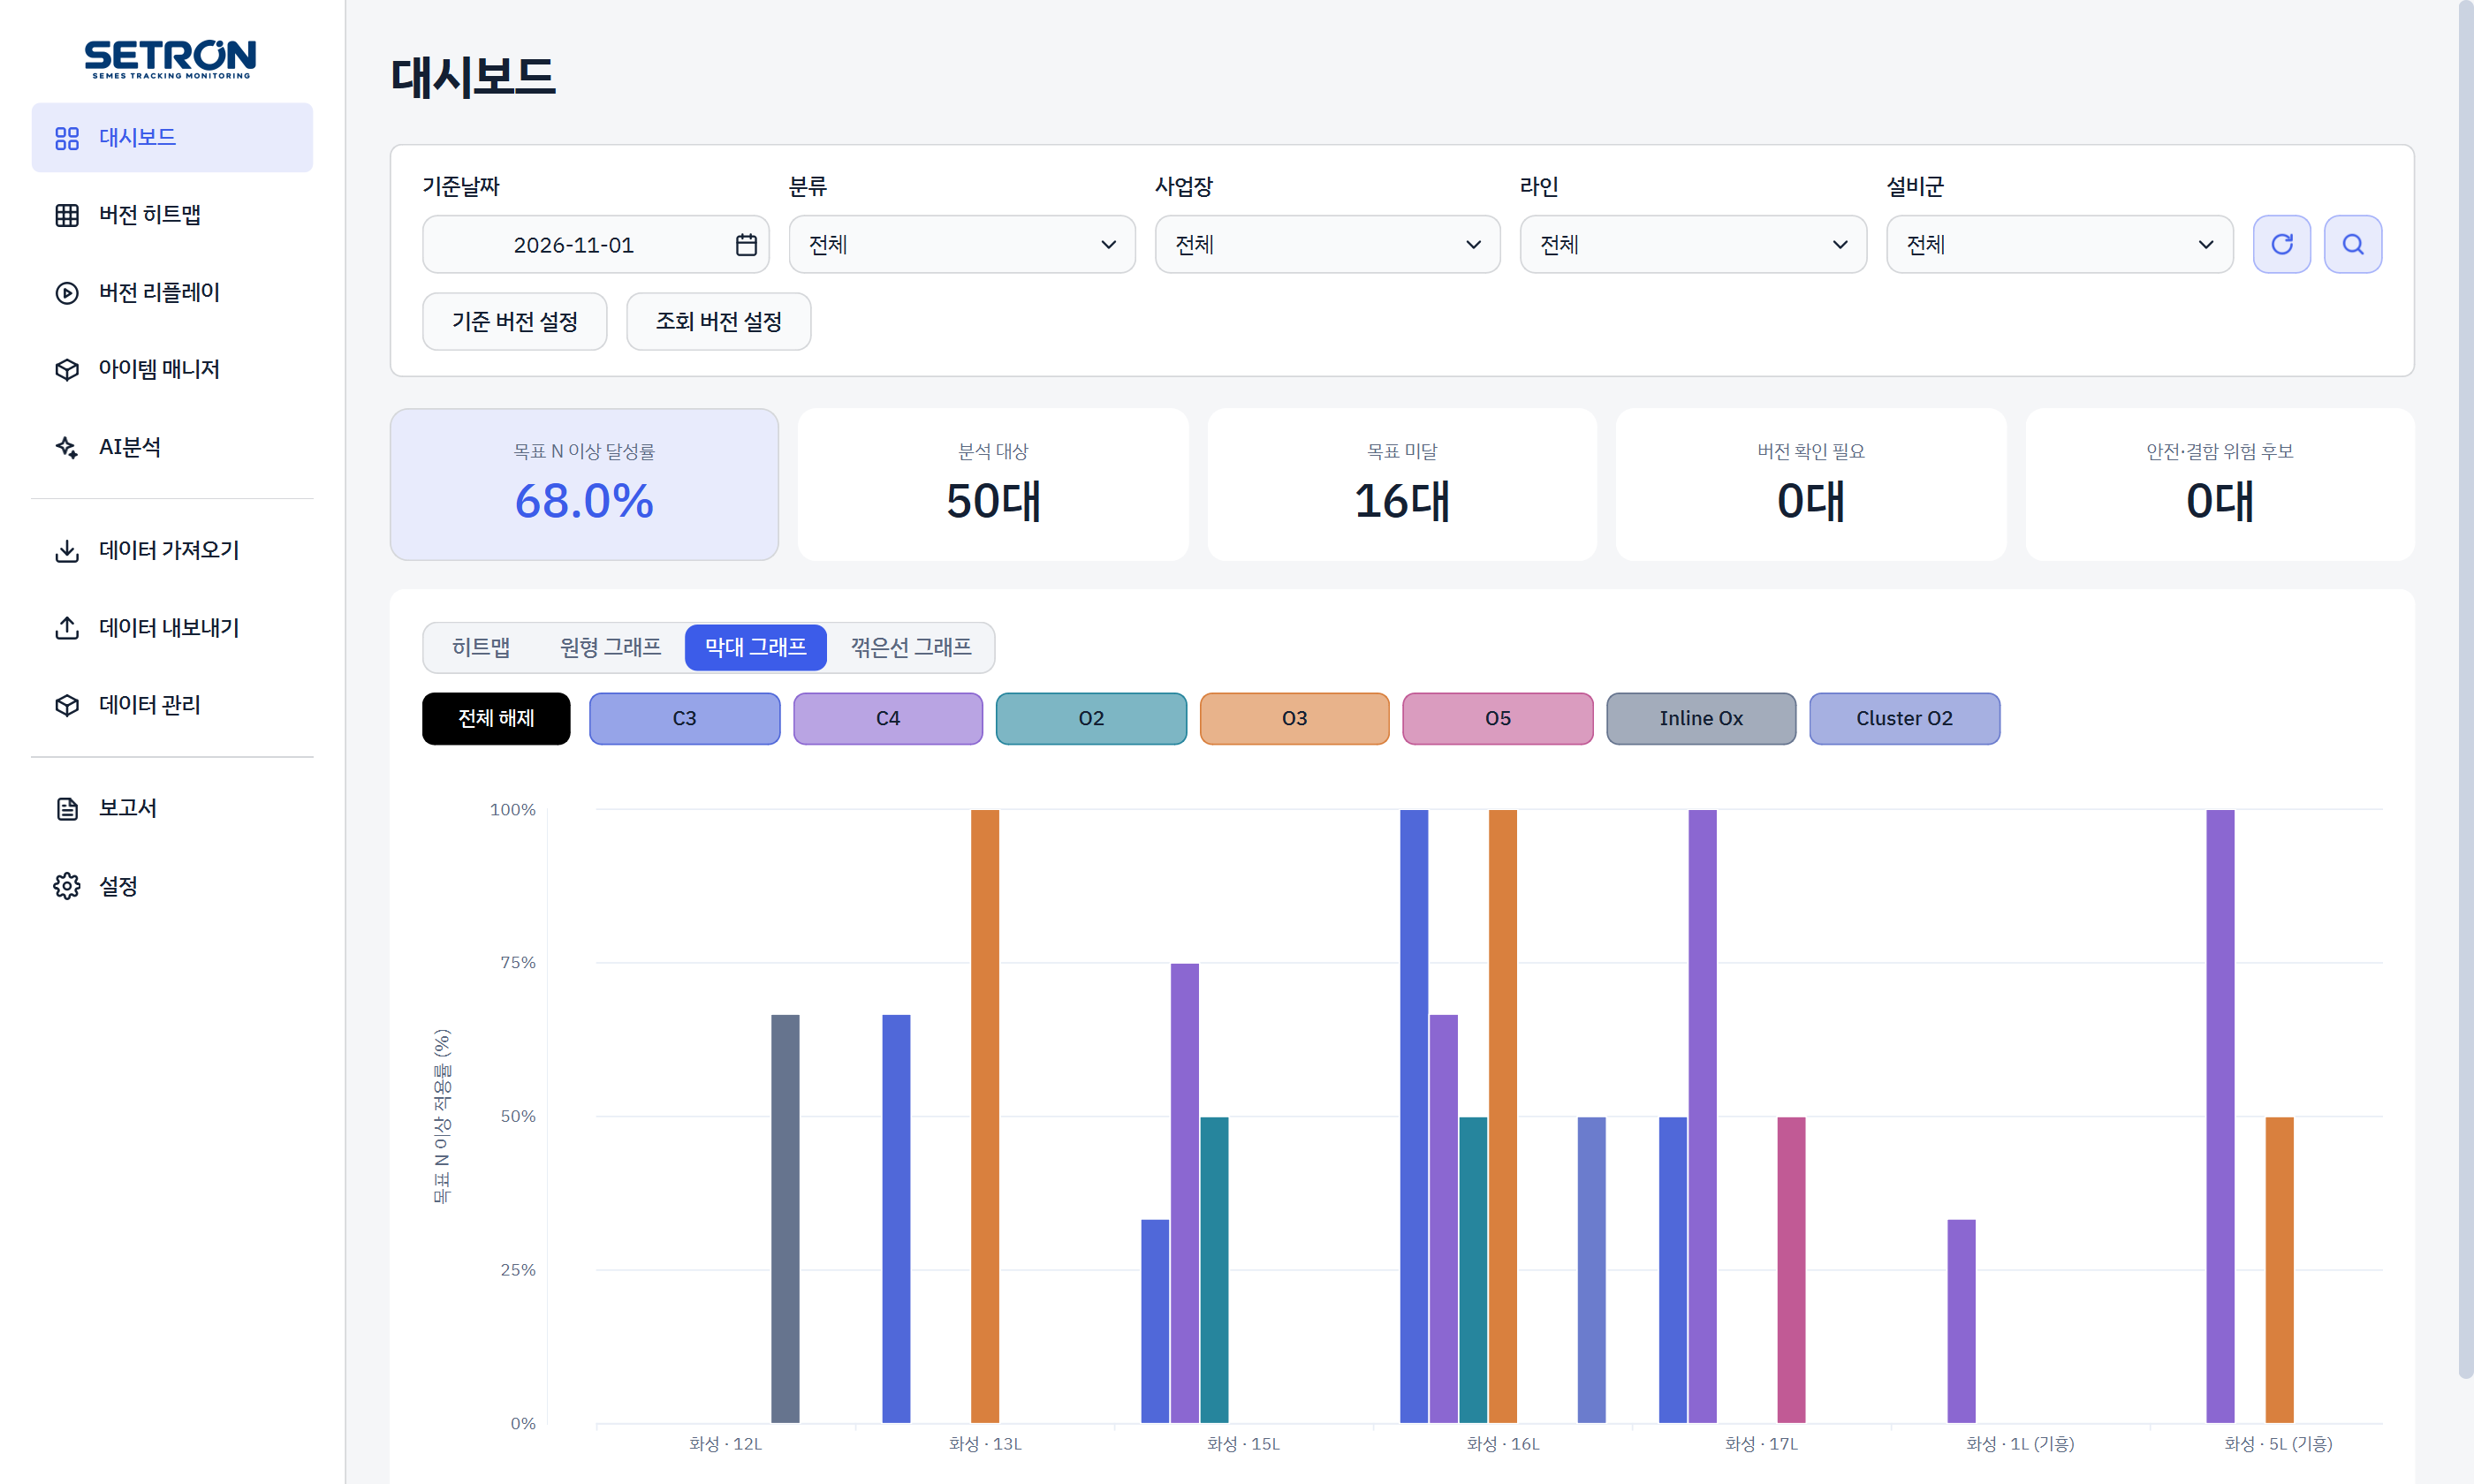 SETRON
SEMES TRACKING MONITORING
대시보드
버전 히트맵
버전 리플레이
아이템 매니저
AI분석
데이터 가져오기
데이터 내보내기
데이터 관리
보고서
설정
대시보드
기준날짜 분류 사업장 라인 설비군
2026-11-01 전체 전체 전체 전체
기준 버전 설정 조회 버전 설정
목표 N 이상 달성률 분석 대상 목표 미달 버전 확인 필요 안전·결함 위험 후보
68.0% 50대 16대 0대 0대
히트맵 원형 그래프 막대 그래프 꺾은선 그래프
전체 해제 C3 C4 O2 O3 O5 Inline Ox Cluster O2
목표 N 이상 적용률 (%)
100%
75%
50%
25%
0%
화성 · 12L 화성 · 13L 화성 · 15L 화성 · 16L 화성 · 17L 화성 · 1L (기흥) 화성 · 5L (기흥)